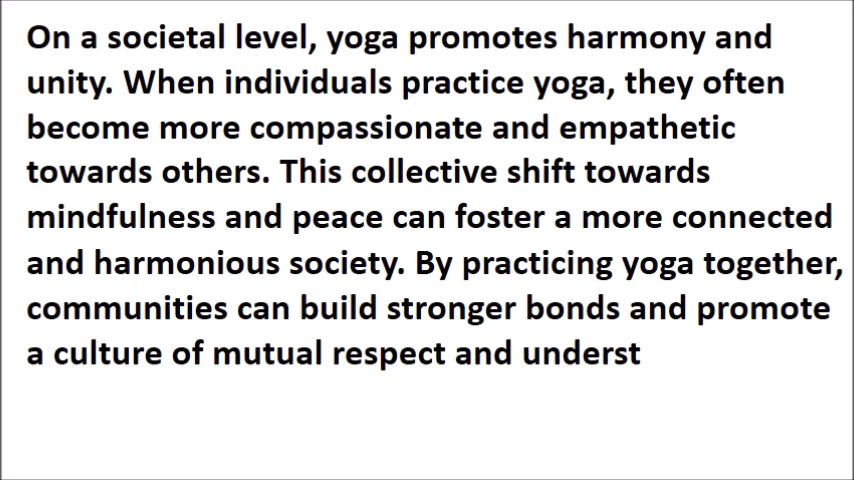 On a societal level, yoga promotes harmony and
unity. When individuals practice yoga, they often
become more compassionate and empathetic
towards others. This collective shift towards
mindfulness and peace can foster a more connected
and harmonious society. By practicing yoga together,
communities can build stronger bonds and promote
a culture of mutual respect and underst